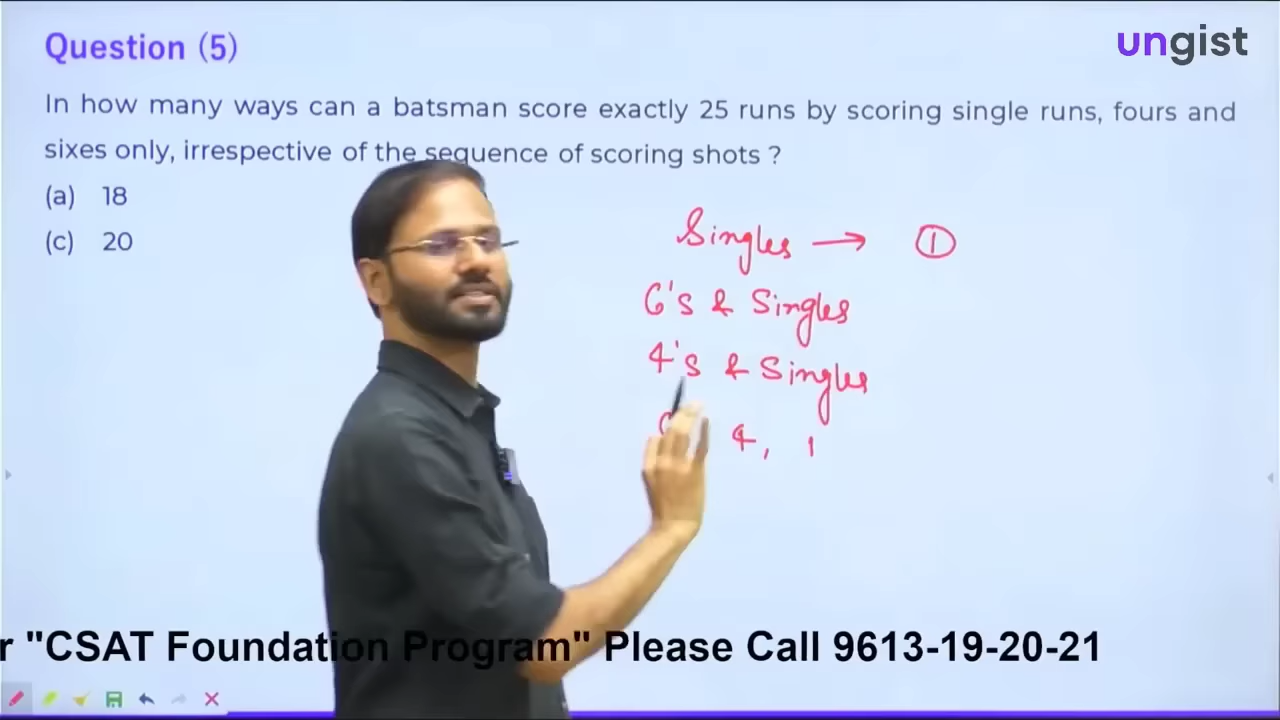 Question (5)
ungist
In how many ways can a batsman score exactly 25 runs by scoring single runs, fours and
sixes only, irrespective of the sequence of scoring shots ?
(a) 18
(c) 20
Singles → ①
6's & Singles
4's & Singles
4, 1
r "CSAT Foundation Program" Please Call 9613-19-20-21